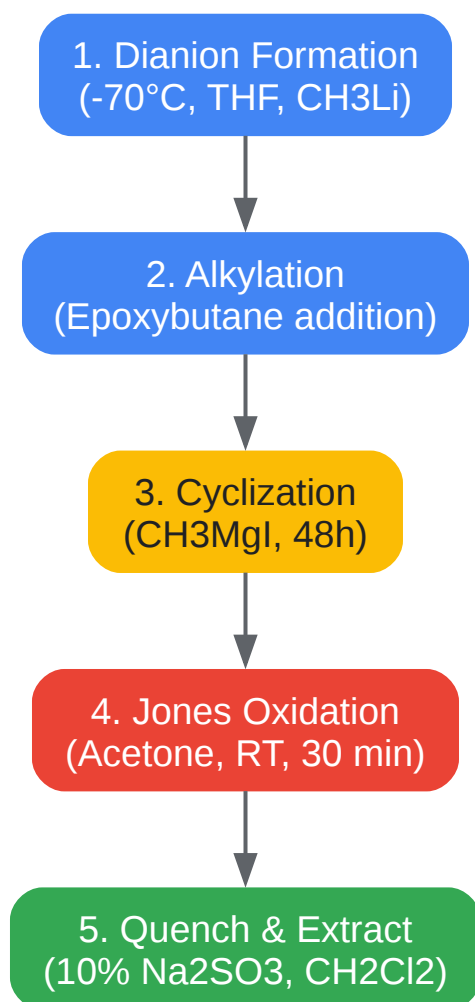 1. Dianion Formation
(-70°C, THF, CH3Li)
2. Alkylation
(Epoxybutane addition)
3. Cyclization
(CH3MgI, 48h)
4. Jones Oxidation
(Acetone, RT, 30 min)
5. Quench & Extract
(10% Na2SO3, CH2Cl2)